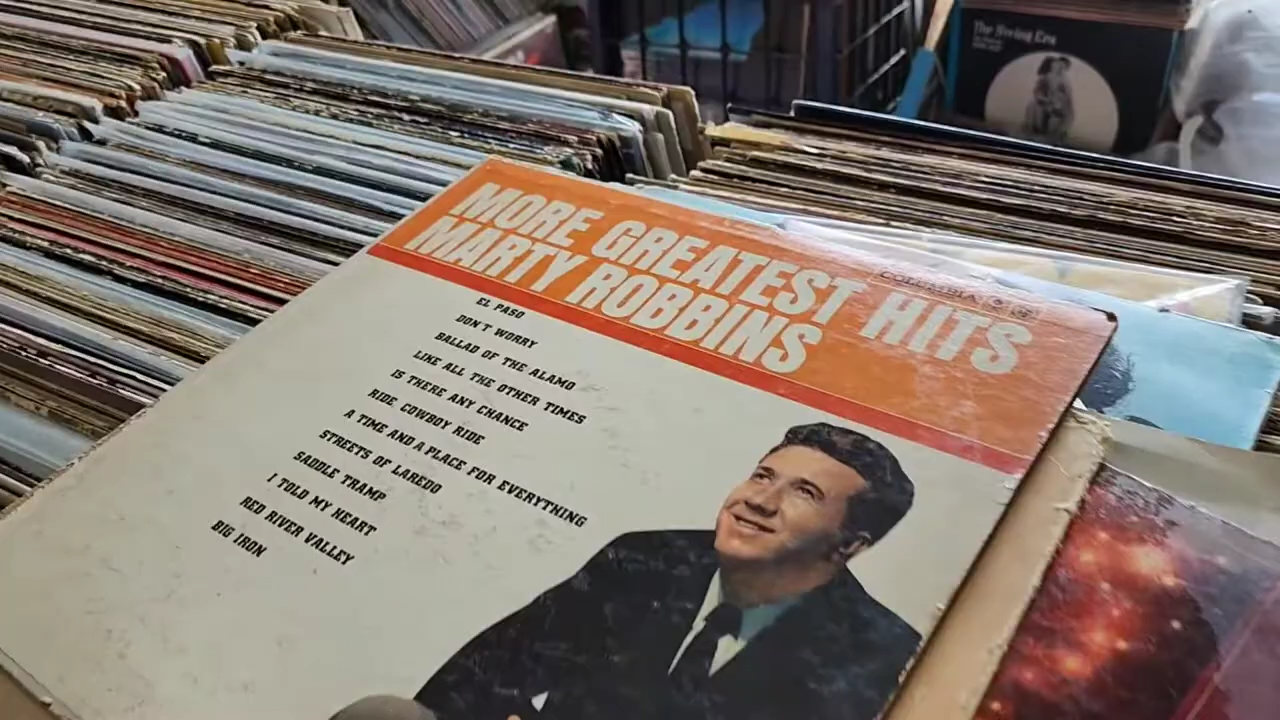 The Swing Era
MORE GREATEST HITS
MARTY ROBBINS
COLUMBIA
EL PASO
DON'T WORRY
BALLAD OF THE ALAMO
LIKE ALL THE OTHER TIMES
IS THERE ANY CHANCE
RIDE COWBOY RIDE
A TIME AND A PLACE FOR EVERYTHING
STREETS OF LAREDO
SADDLE TRAMP
I TOLD MY HEART
RED RIVER VALLEY
BIG IRON